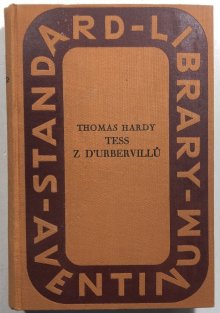 THOMAS HARDY
TESS
Z D'URBERVILLŮ
STANDARD-LIBRARY-AVENTINUM-